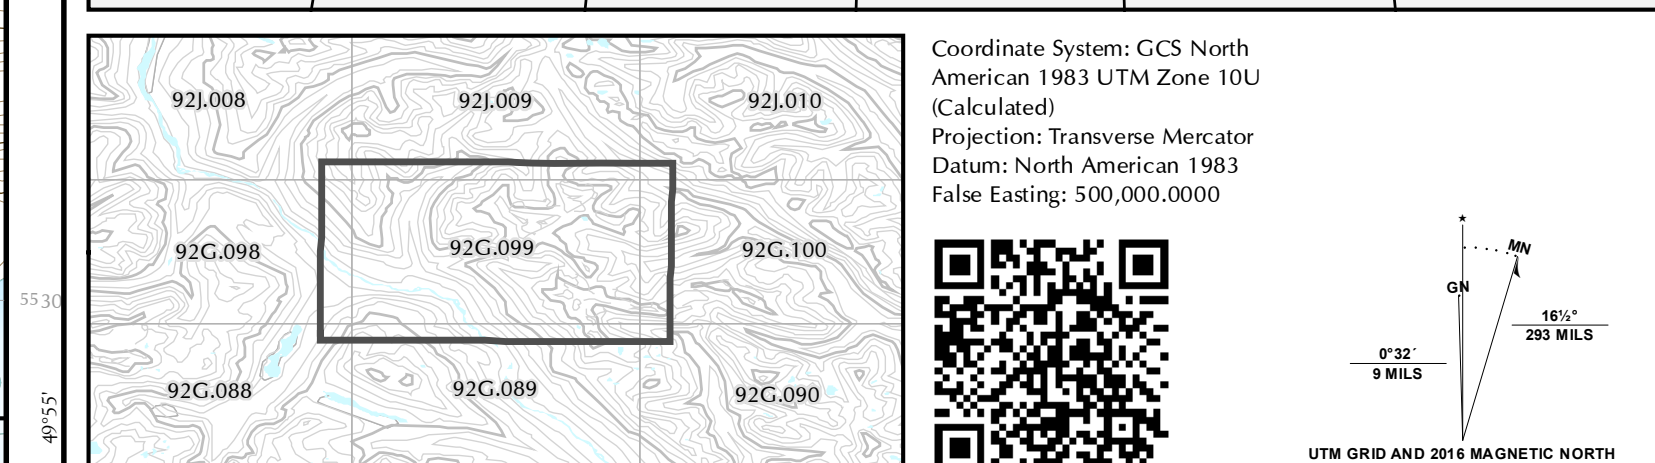 92J.008
92J.009
92J.010
92G.098
92G.099
92G.100
92G.088
92G.089
92G.090
5530
49°55'
Coordinate System: GCS North
American 1983 UTM Zone 10U
(Calculated)
Projection: Transverse Mercator
Datum: North American 1983
False Easting: 500,000.0000
MN
GN
16½°
293 MILS
0°32´
9 MILS
UTM GRID AND 2016 MAGNETIC NORTH